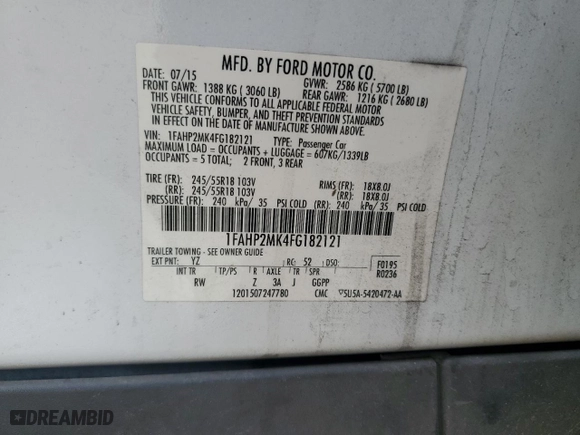 MFD. BY FORD MOTOR CO.
DATE: 07/15 GVWR: 2586 KG ( 5700 LB)
FRONT GAWR: 1388 KG ( 3060 LB) REAR GAWR: 1216 KG ( 2680 LB)
THIS VEHICLE CONFORMS TO ALL APPLICABLE FEDERAL MOTOR
VEHICLE SAFETY, BUMPER, AND THEFT PREVENTION STANDARDS
IN EFFECT ON THE DATE OF MANUFACTURE SHOWN ABOVE.
VIN: 1FAHP2MK4FG182121 TYPE: Passenger Car
MAXIMUM LOAD = OCCUPANTS + LUGGAGE = 607KG/1339LB
OCCUPANTS = 5 TOTAL; 2 FRONT, 3 REAR
TIRE (FR): 245/55R18 103V RIMS (FR): 18X8.0J
(RR): 245/55R18 103V (RR): 18X8.0J
PRESSURE (FR): 240 kPa/ 35 PSI COLD (RR): 240 kPa/ 35 PSI COLD
1FAHP2MK4FG182121
TRAILER TOWING - SEE OWNER GUIDE
EXT PNT: YZ RC: 52 DSO: F0195
INT TR TP/PS R AXLE TR SPR R0236
RW Z 3A J GGPP
1201507247780 CMC ▽5U5A-5420472-AA
DREAMBID